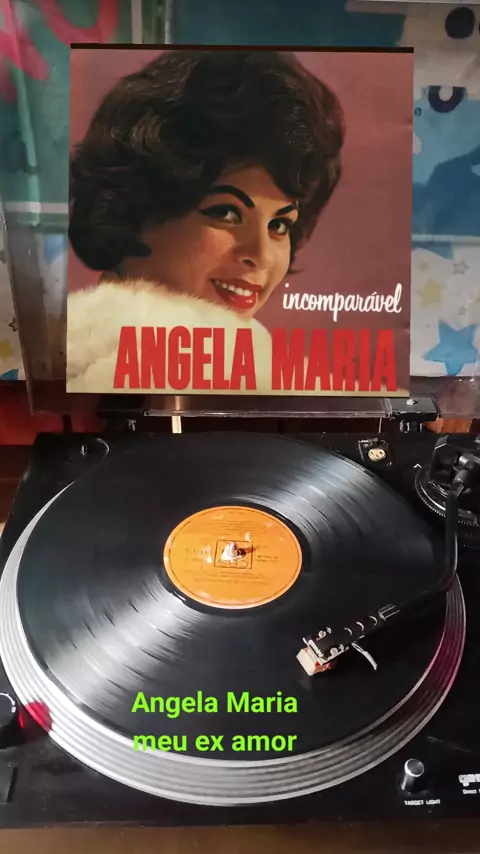 incomparável
ANGELA MARIA
Angela Maria
meu ex amor
TARGET LIGHT